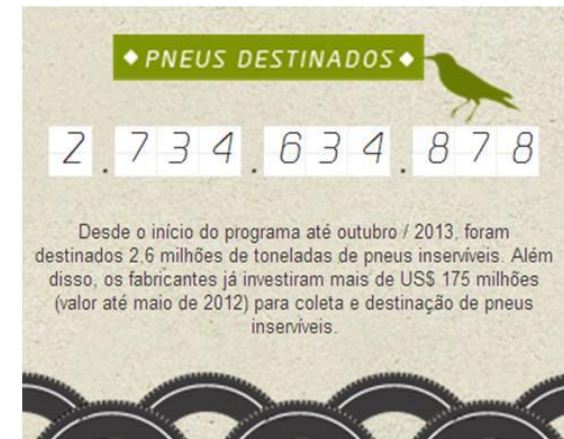 PNEUS DESTINADOS
2.734.634.878
Desde o início do programa até outubro / 2013, foram
destinados 2,6 milhões de toneladas de pneus inservíveis. Além
disso, os fabricantes já investiram mais de US$ 175 milhões
(valor até maio de 2012) para coleta e destinação de pneus
inservíveis.